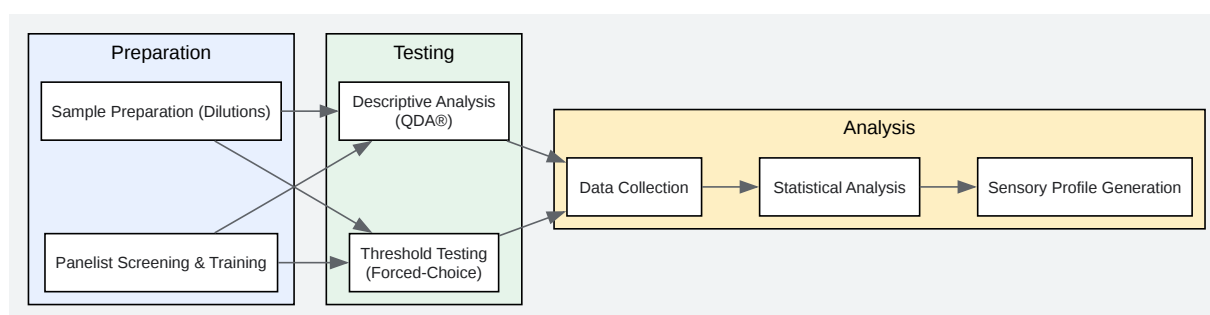 Preparation
Sample Preparation (Dilutions)
Panelist Screening & Training
Testing
Descriptive Analysis
(QDA®)
Threshold Testing
(Forced-Choice)
Analysis
Data Collection
Statistical Analysis
Sensory Profile Generation